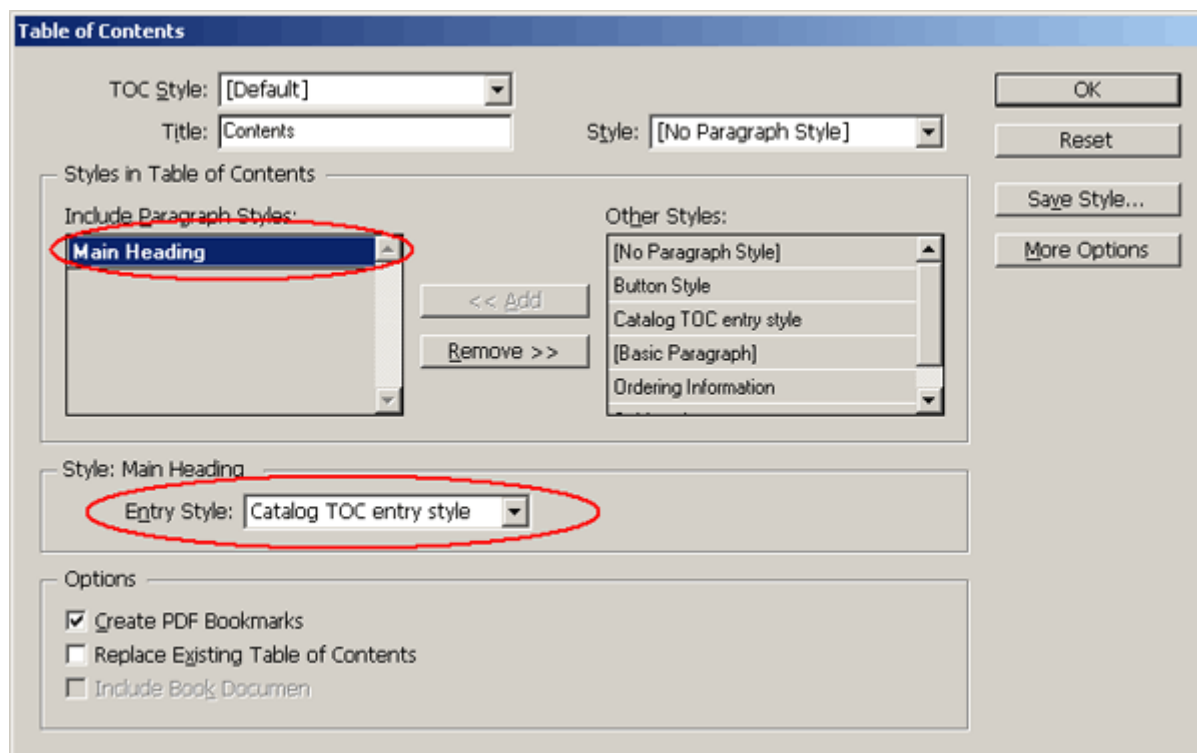 Table of Contents
TOC Style: [Default]
OK
Title: Contents
Style: [No Paragraph Style]
Reset
Styles in Table of Contents
Save Style...
Include Paragraph Styles:
Other Styles:
Main Heading
[No Paragraph Style]
More Options
Button Style
<< Add
Catalog TOC entry style
Remove >>
[Basic Paragraph]
Ordering Information
Style: Main Heading
Entry Style: Catalog TOC entry style
Options
Create PDF Bookmarks
Replace Existing Table of Contents
Include Book Documen